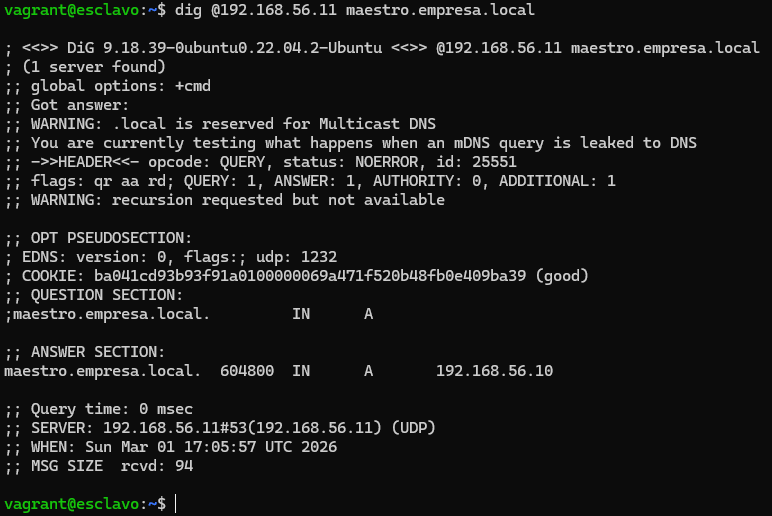 vagrant@esclavo:~$ dig @192.168.56.11 maestro.empresa.local

; <<>> DiG 9.18.39-0ubuntu0.22.04.2-Ubuntu <<>> @192.168.56.11 maestro.empresa.local
; (1 server found)
;; global options: +cmd
;; Got answer:
;; WARNING: .local is reserved for Multicast DNS
;; You are currently testing what happens when an mDNS query is leaked to DNS
;; ->>HEADER<<- opcode: QUERY, status: NOERROR, id: 25551
;; flags: qr aa rd; QUERY: 1, ANSWER: 1, AUTHORITY: 0, ADDITIONAL: 1
;; WARNING: recursion requested but not available

;; OPT PSEUDOSECTION:
; EDNS: version: 0, flags:; udp: 1232
; COOKIE: ba041cd93b93f91a0100000069a471f520b48fb0e409ba39 (good)
;; QUESTION SECTION:
;maestro.empresa.local.         IN      A

;; ANSWER SECTION:
maestro.empresa.local.  604800  IN      A       192.168.56.10

;; Query time: 0 msec
;; SERVER: 192.168.56.11#53(192.168.56.11) (UDP)
;; WHEN: Sun Mar 01 17:05:57 UTC 2026
;; MSG SIZE  rcvd: 94

vagrant@esclavo:~$